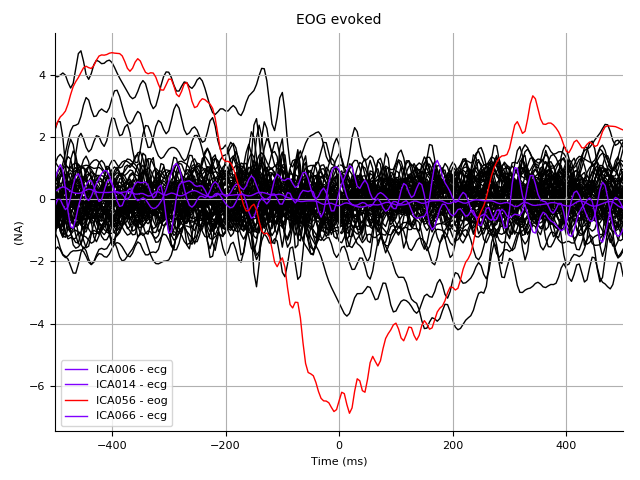 EOG evoked
(NA)
4
2
0
−2
−4
−6
ICA006 - ecg
ICA014 - ecg
ICA056 - eog
ICA066 - ecg
−400
−200
0
200
400
Time (ms)